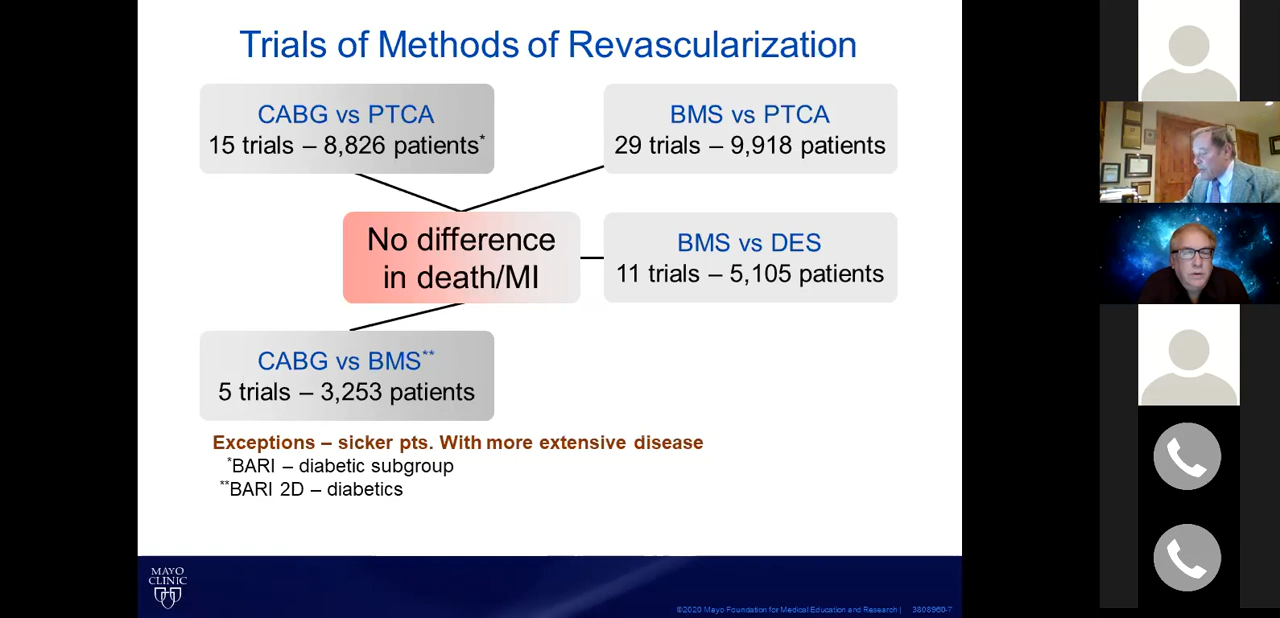 Trials of Methods of Revascularization
CABG vs PTCA
15 trials – 8,826 patients*
BMS vs PTCA
29 trials – 9,918 patients
No difference
in death/MI
BMS vs DES
11 trials – 5,105 patients
CABG vs BMS**
5 trials – 3,253 patients
Exceptions – sicker pts. With more extensive disease
*BARI – diabetic subgroup
**BARI 2D – diabetics
MAYO
CLINIC
©2020 Mayo Foundation for Medical Education and Research | 3808960-7